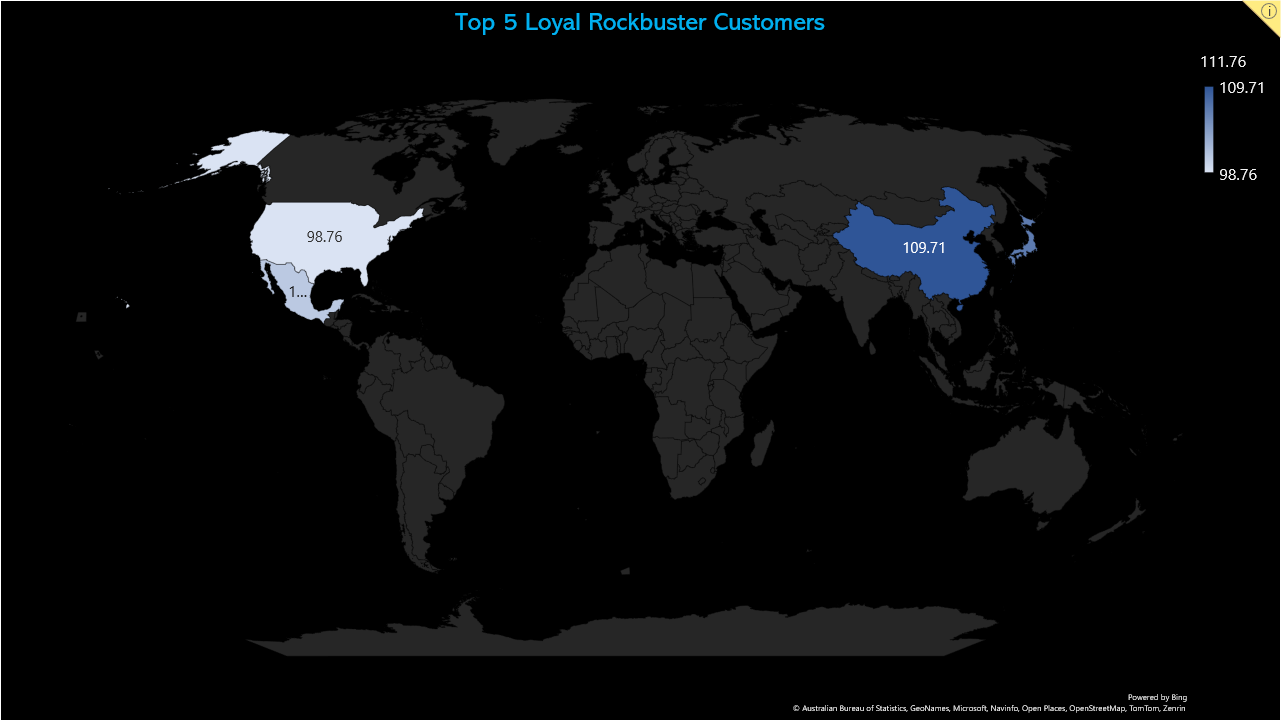 Top 5 Loyal Rockbuster Customers
111.76
109.71
98.76
98.76
109.71
1...
Powered by Bing
© Australian Bureau of Statistics, GeoNames, Microsoft, Navinfo, Open Places, OpenStreetMap, TomTom, Zenrin